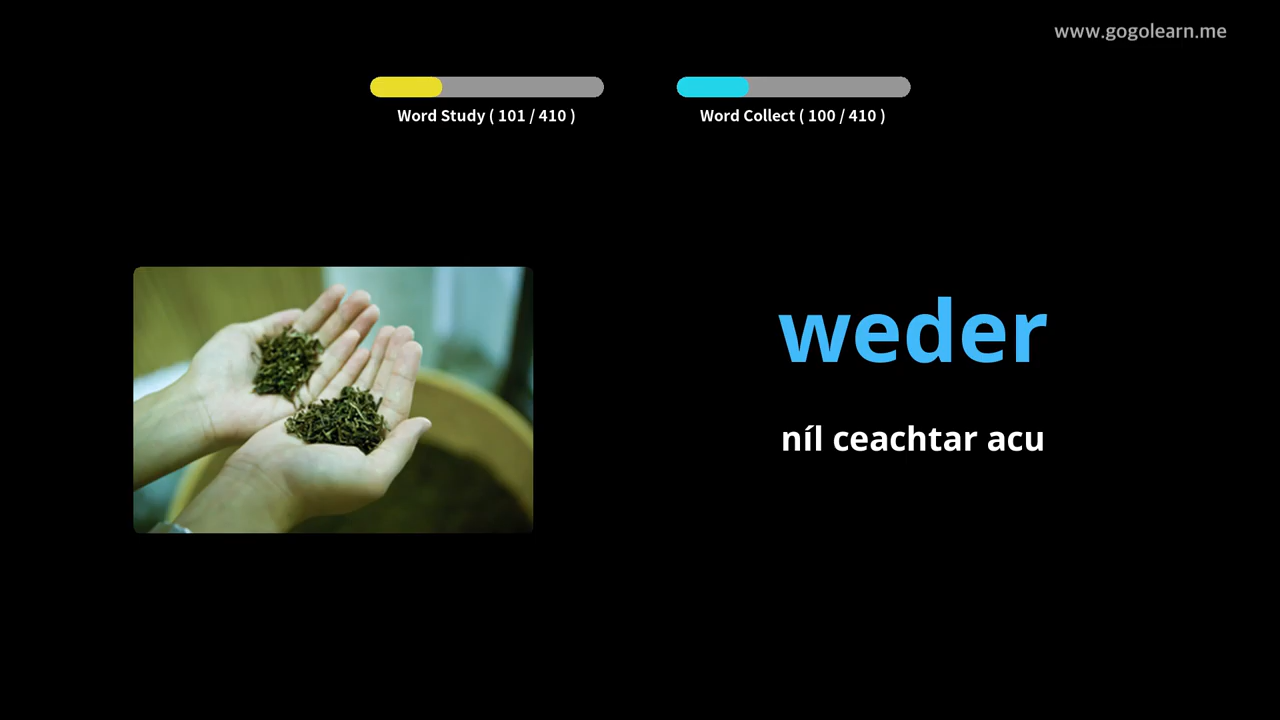 www.gogolearn.me
Word Study ( 101 / 410 )
Word Collect ( 100 / 410 )
weder
níl ceachtar acu